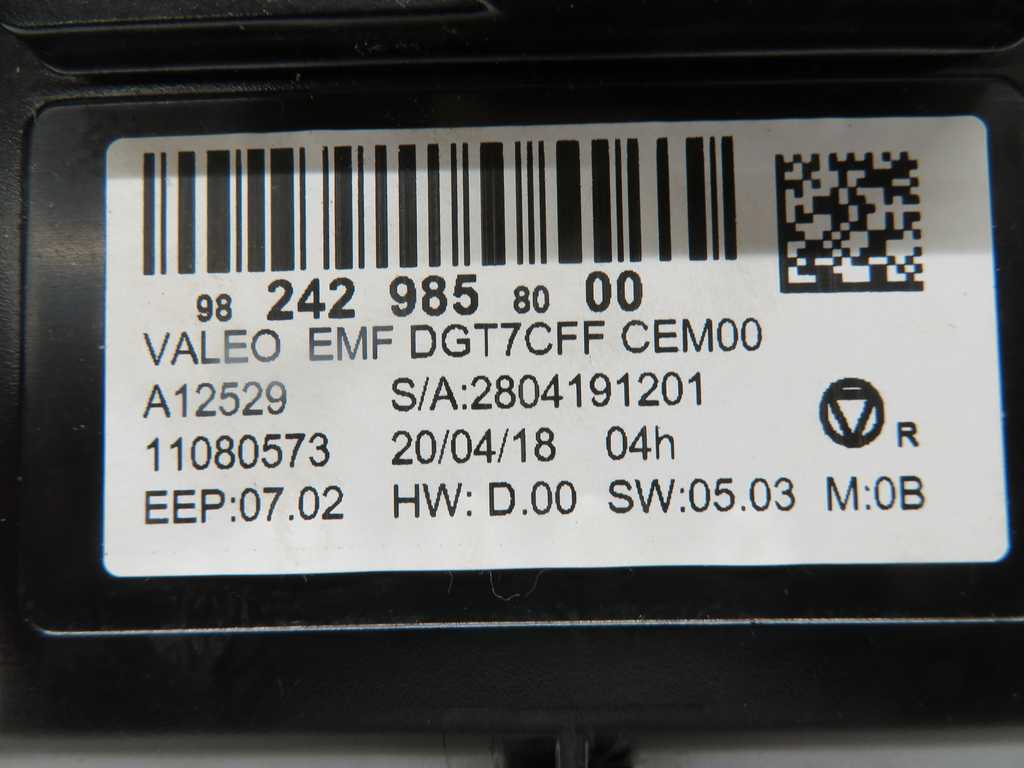 98 242 985 80 00
VALEO EMF DGT7CFF CEM00
A12529 S/A:2804191201
11080573 20/04/18 04h R
EEP:07.02 HW: D.00 SW:05.03 M:0B